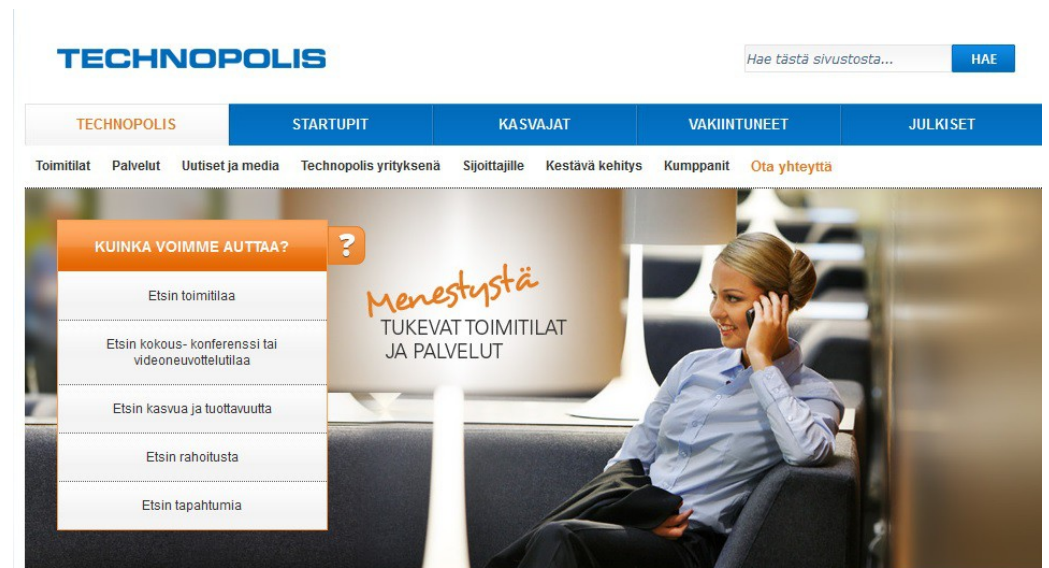 TECHNOPOLIS
Hae tästä sivustosta...
HAE
TECHNOPOLIS
STARTUPIT
KASVAJAT
VAKIINTUNEET
JULKISET
Toimitilat
Palvelut
Uutiset ja media
Technopolis yrityksenä
Sijoittajille
Kestävä kehitys
Kumppanit
Ota yhteyttä
KUINKA VOIMME AUTTAA?
?
Etsin toimitilaa
Etsin kokous- konferenssi tai
videoneuvottelutilaa
Etsin kasvua ja tuottavuutta
Etsin rahoitusta
Etsin tapahtumia
Menestystä
TUKEVAT TOIMITILAT
JA PALVELUT